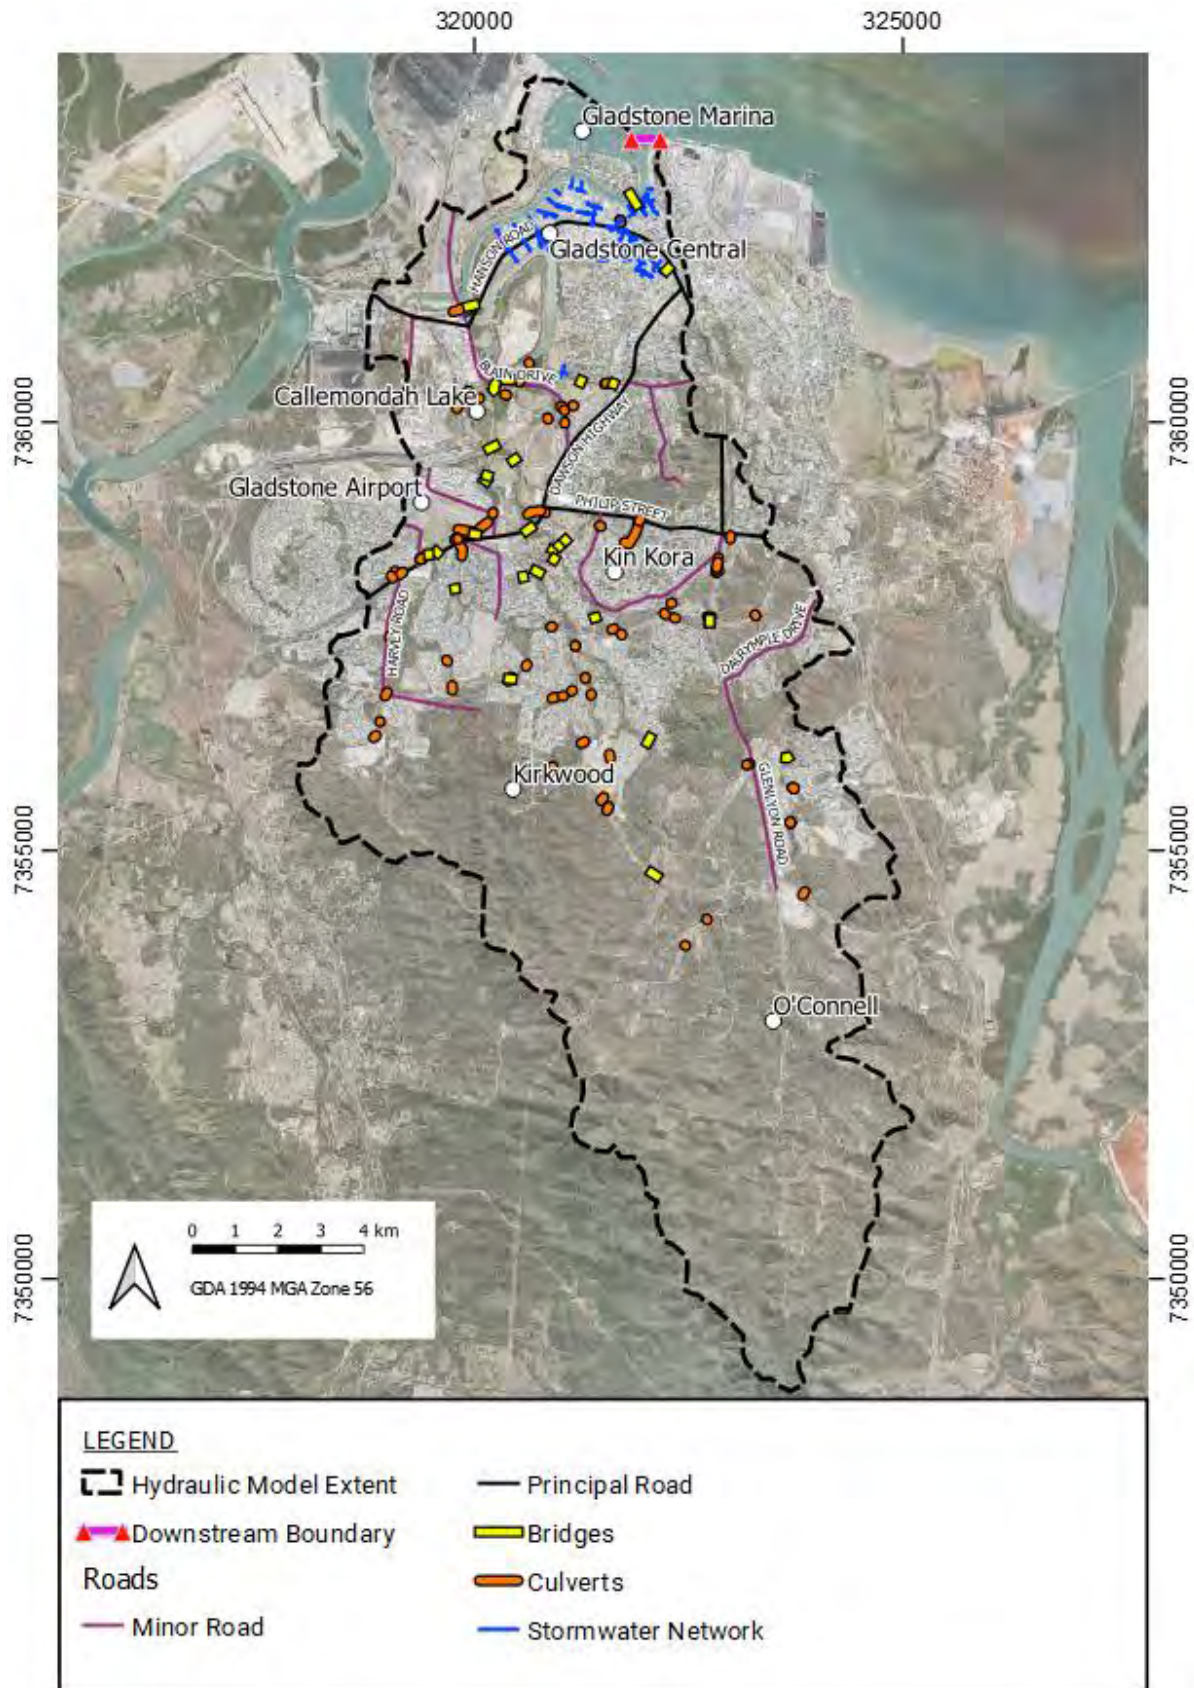 320000
325000
Gladstone Marina
HANSON ROAD
Gladstone Central
BLAIN DRIVE
Callemondah Lake
7360000
7360000
DAWSON HIGHWAY
Gladstone Airport
PHILIP STREET
Kin Kora
HARVEY ROAD
DALRYMPLE DRIVE
Kirkwood
GLENLYON ROAD
7355000
7355000
O'Connell
0 1 2 3 4 km
GDA 1994 MGA Zone 56
7350000
7350000
LEGEND
Hydraulic Model Extent
Downstream Boundary
Roads
Minor Road
Principal Road
Bridges
Culverts
Stormwater Network